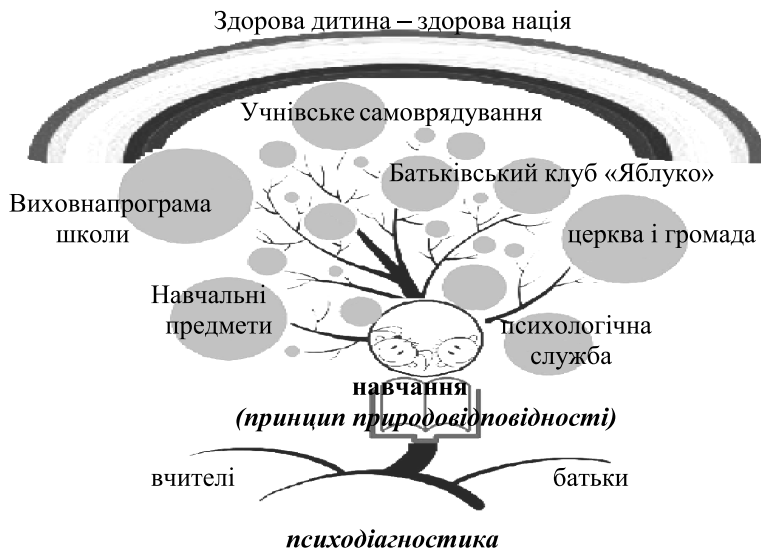 Здорова дитина – здорова нація
Учнівське самоврядування
Батьківський клуб «Яблуко»
Виховнапрограма
школи
церква і громада
Навчальні
предмети
психологічна
служба
навчання
(принцип природовідповідності)
вчителі
батьки
психодіагностика